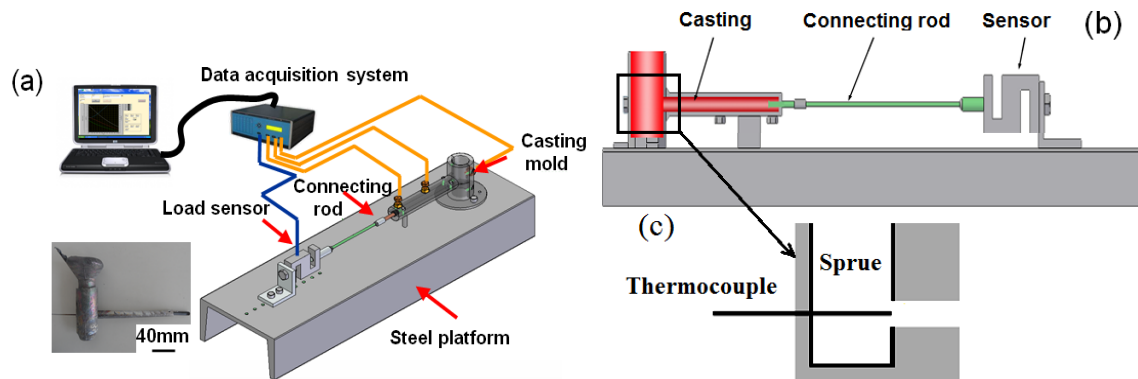 (a)
Data acquisition system
Casting
mold
Connecting
rod
Load sensor
40mm
Steel platform
Casting
Connecting rod
Sensor
(b)
(c)
Sprue
Thermocouple